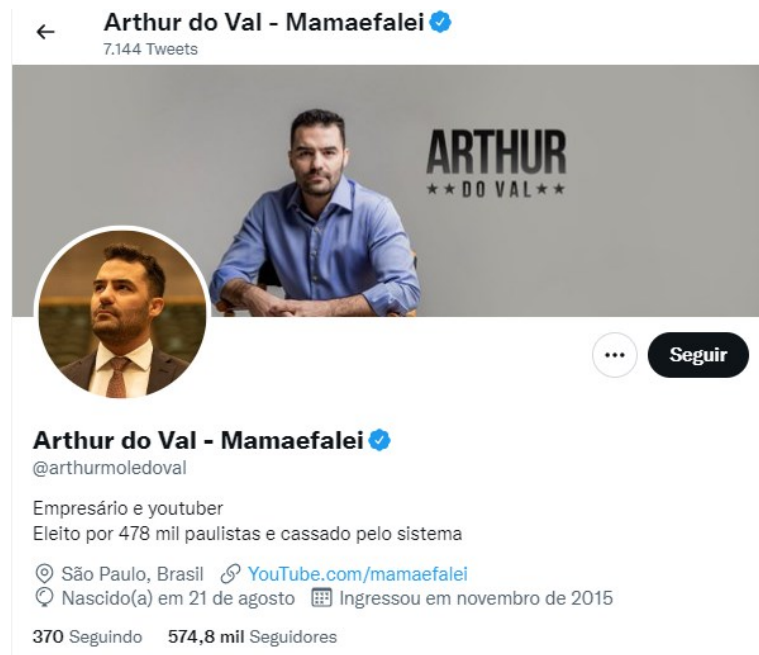 Arthur do Val - Mamaefalei
7.144 Tweets
ARTHUR
★★DO VAL★★
Seguir
Arthur do Val - Mamaefalei
@arthurmoledoval
Empresário e youtuber
Eleito por 478 mil paulistas e cassado pelo sistema
São Paulo, Brasil YouTube.com/mamaefalei
Nascido(a) em 21 de agosto Ingressou em novembro de 2015
370 Seguindo 574,8 mil Seguidores